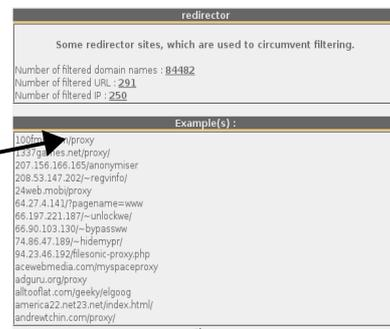 redirector
Some redirector sites, which are used to circumvent filtering.
Number of filtered domain names : 84482
Number of filtered URL : 291
Number of filtered IP : 250
Example(s) :
/proxy
1337games.net/proxy/
207.156.166.165/anonymiser
208.53.147.202/~regvinfo/
24web.mobi/proxy
64.27.4.141/?pagename=www
66.197.221.187/~unlockwe/
66.90.103.130/~bypassww
74.86.47.189/~hidemypr/
94.23.46.192/filesonic-proxy.php
acewebmedia.com/myspaceproxy
adguru.org/proxy
alltooflat.com/geeky/elgoog
america22.net23.net/index.html/
andrewtchin.com/proxy/